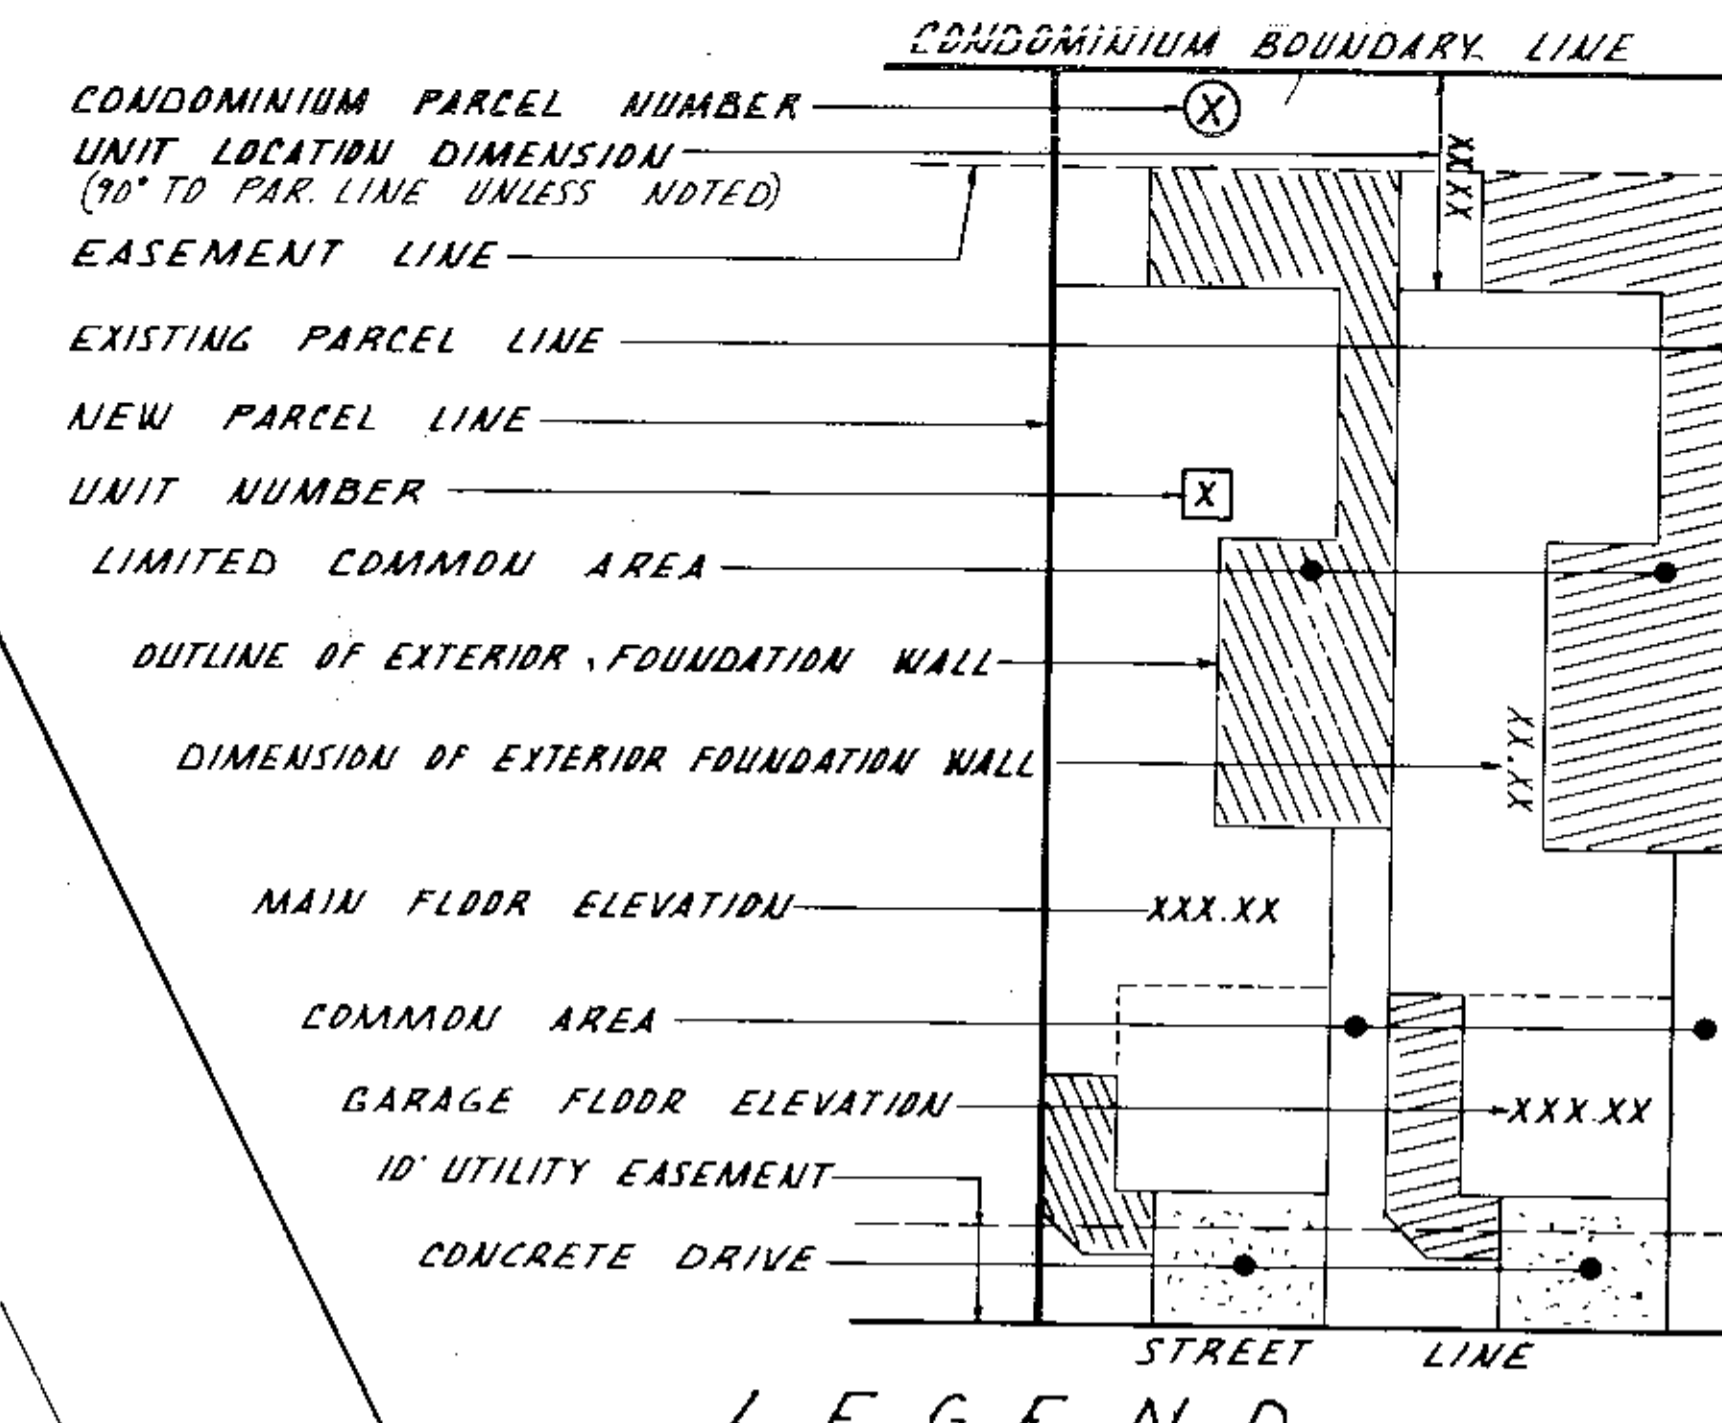 CONDOMINIUM BOUNDARY LINE
CONDOMINIUM PARCEL NUMBER
X
UNIT LOCATION DIMENSION
(90° TO PAR. LINE UNLESS NOTED)
XX.XX
EASEMENT LINE
EXISTING PARCEL LINE
NEW PARCEL LINE
UNIT NUMBER
X
LIMITED COMMON AREA
OUTLINE OF EXTERIOR FOUNDATION WALL
DIMENSION OF EXTERIOR FOUNDATION WALL
XX'XX
MAIN FLOOR ELEVATION
XXX.XX
COMMON AREA
GARAGE FLOOR ELEVATION
XXX.XX
10' UTILITY EASEMENT
CONCRETE DRIVE
STREET LINE
LEGEND